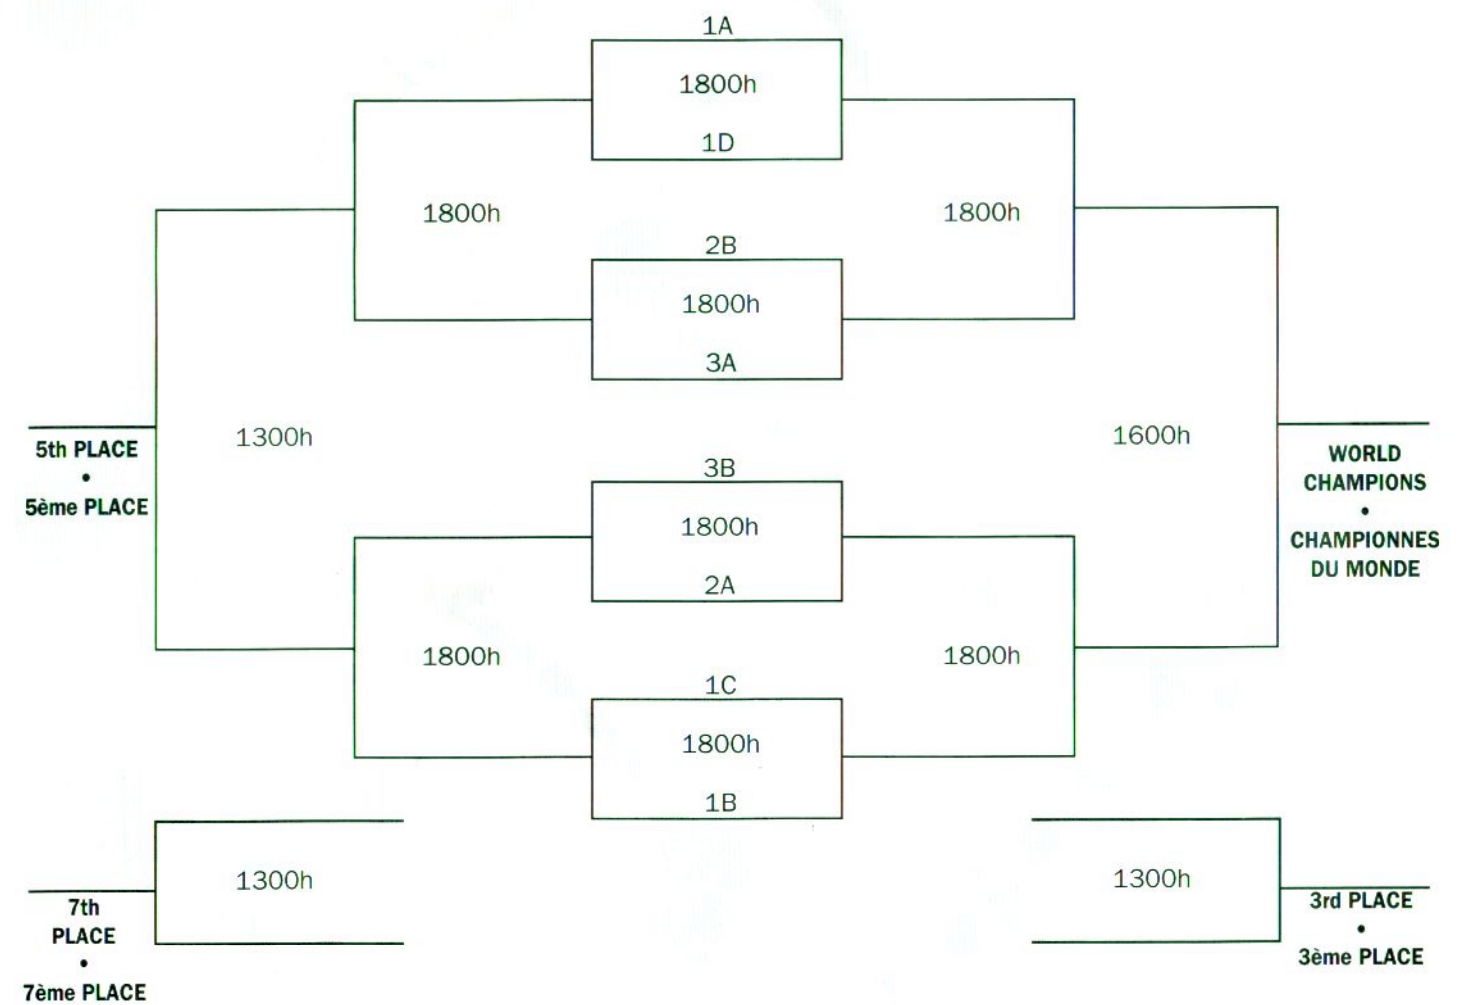 1A
1800h
1D
1800h
1800h
2B
1800h
3A
1300h
1600h
5th PLACE
•
5ème PLACE
WORLD
CHAMPIONS
•
CHAMPIONNES
DU MONDE
3B
1800h
2A
1800h
1800h
1C
1800h
1B
1300h
1300h
7th
PLACE
•
7ème PLACE
3rd PLACE
•
3ème PLACE